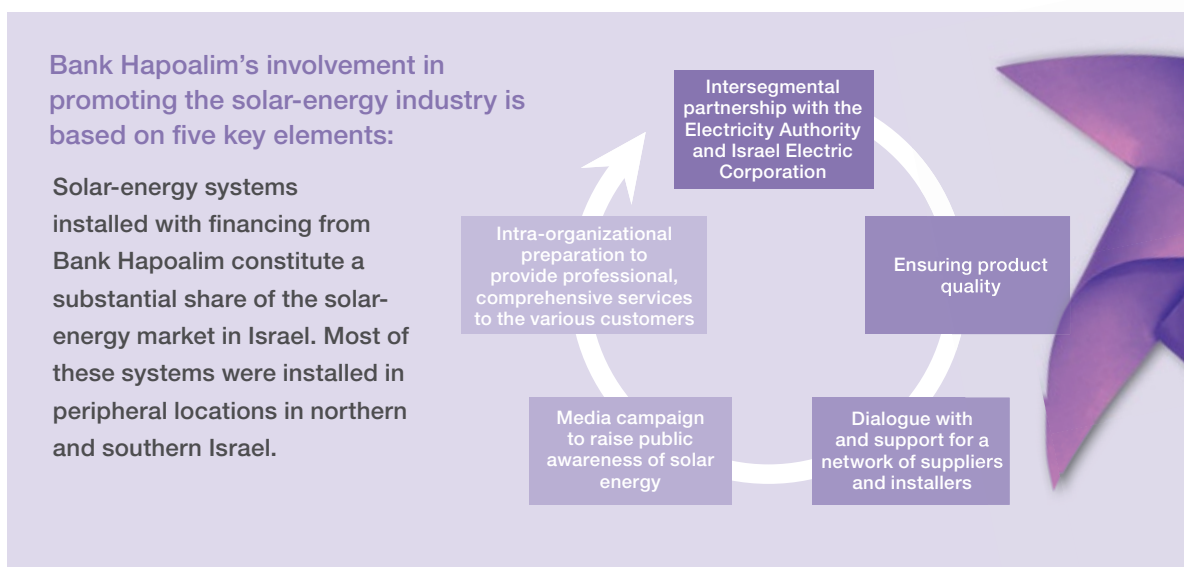 Bank Hapoalim’s involvement in
promoting the solar-energy industry is
based on five key elements:
Solar-energy systems
installed with financing from
Bank Hapoalim constitute a
substantial share of the solar-
energy market in Israel. Most of
these systems were installed in
peripheral locations in northern
and southern Israel.
Intersegmental
partnership with the
Electricity Authority
and Israel Electric
Corporation
Ensuring product
quality
Dialogue with
and support for a
network of suppliers
and installers
Media campaign
to raise public
awareness of solar
energy
Intra-organizational
preparation to
provide professional,
comprehensive services
to the various customers